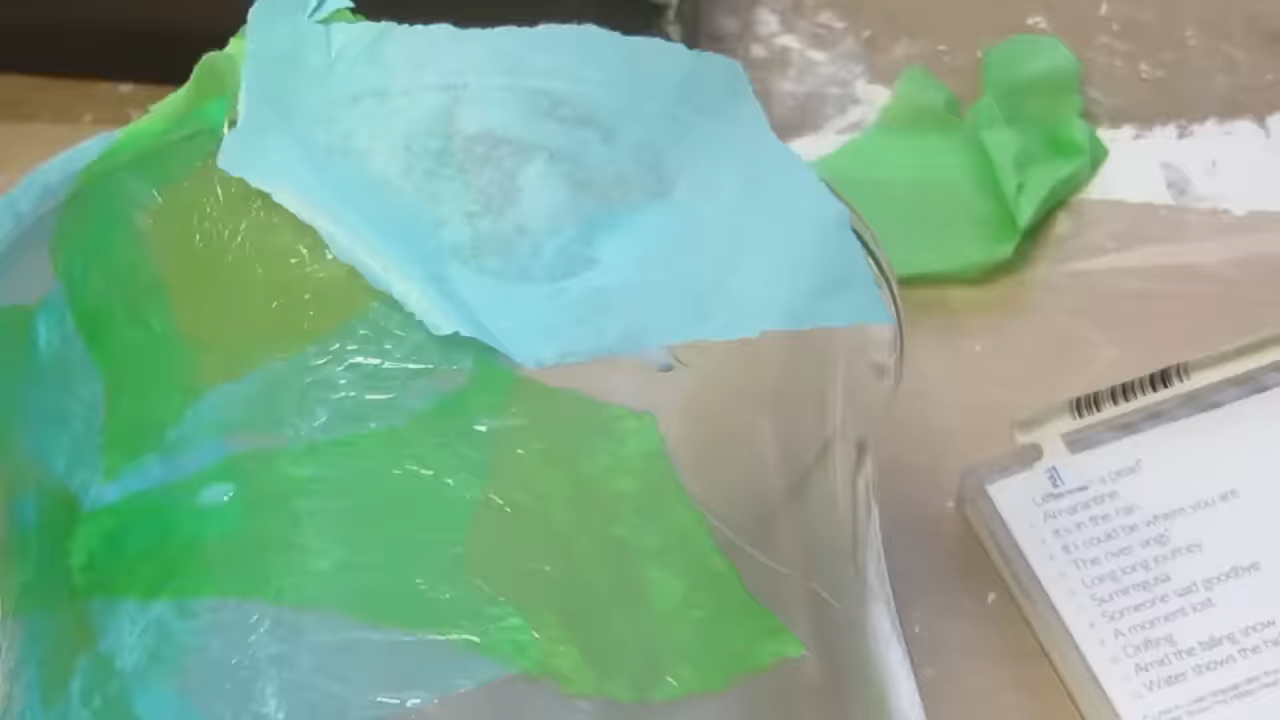 Amarantine
It's in the rain
If I could be where you are
The river sings
Long long journey
Sumiregusa
Someone said goodbye
A moment lost
Drifting
Amid the falling snow
Water shows the